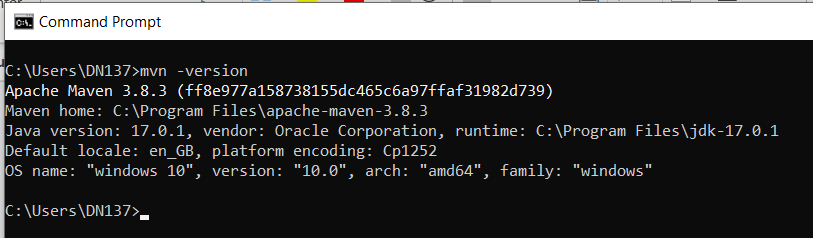 Command Prompt
C:\Users\DN137>mvn -version
Apache Maven 3.8.3 (ff8e977a158738155dc465c6a97ffaf31982d739)
Maven home: C:\Program Files\apache-maven-3.8.3
Java version: 17.0.1, vendor: Oracle Corporation, runtime: C:\Program Files\jdk-17.0.1
Default locale: en_GB, platform encoding: Cp1252
OS name: "windows 10", version: "10.0", arch: "amd64", family: "windows"
C:\Users\DN137>